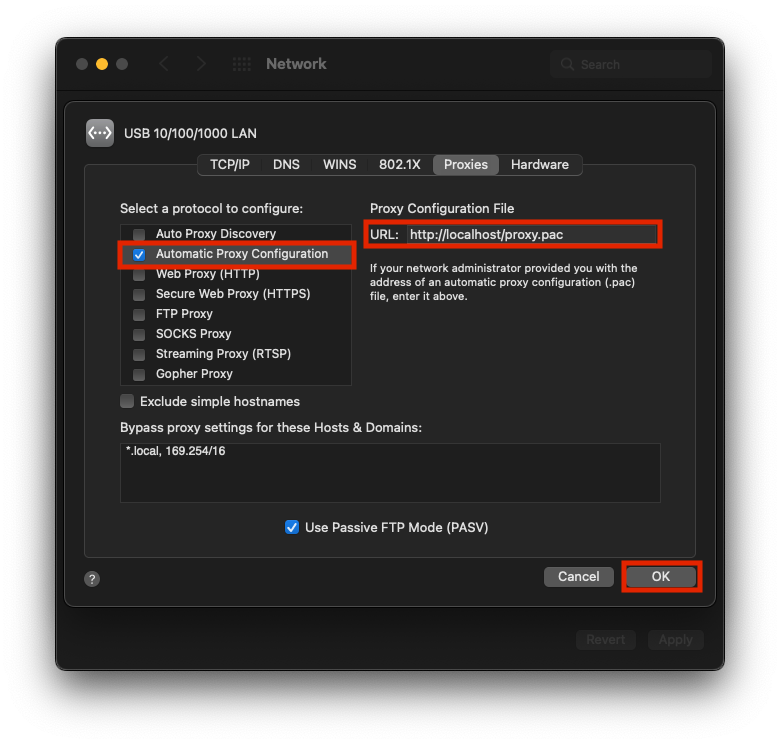 Network
Search
USB 10/100/1000 LAN
TCP/IP DNS WINS 802.1X Proxies Hardware
Select a protocol to configure:
Auto Proxy Discovery
Automatic Proxy Configuration
Web Proxy (HTTP)
Secure Web Proxy (HTTPS)
FTP Proxy
SOCKS Proxy
Streaming Proxy (RTSP)
Gopher Proxy
Proxy Configuration File
URL: http://localhost/proxy.pac
If your network administrator provided you with the
address of an automatic proxy configuration (.pac)
file, enter it above.
Exclude simple hostnames
Bypass proxy settings for these Hosts & Domains:
*.local, 169.254/16
Use Passive FTP Mode (PASV)
?
Cancel
OK
Revert
Apply